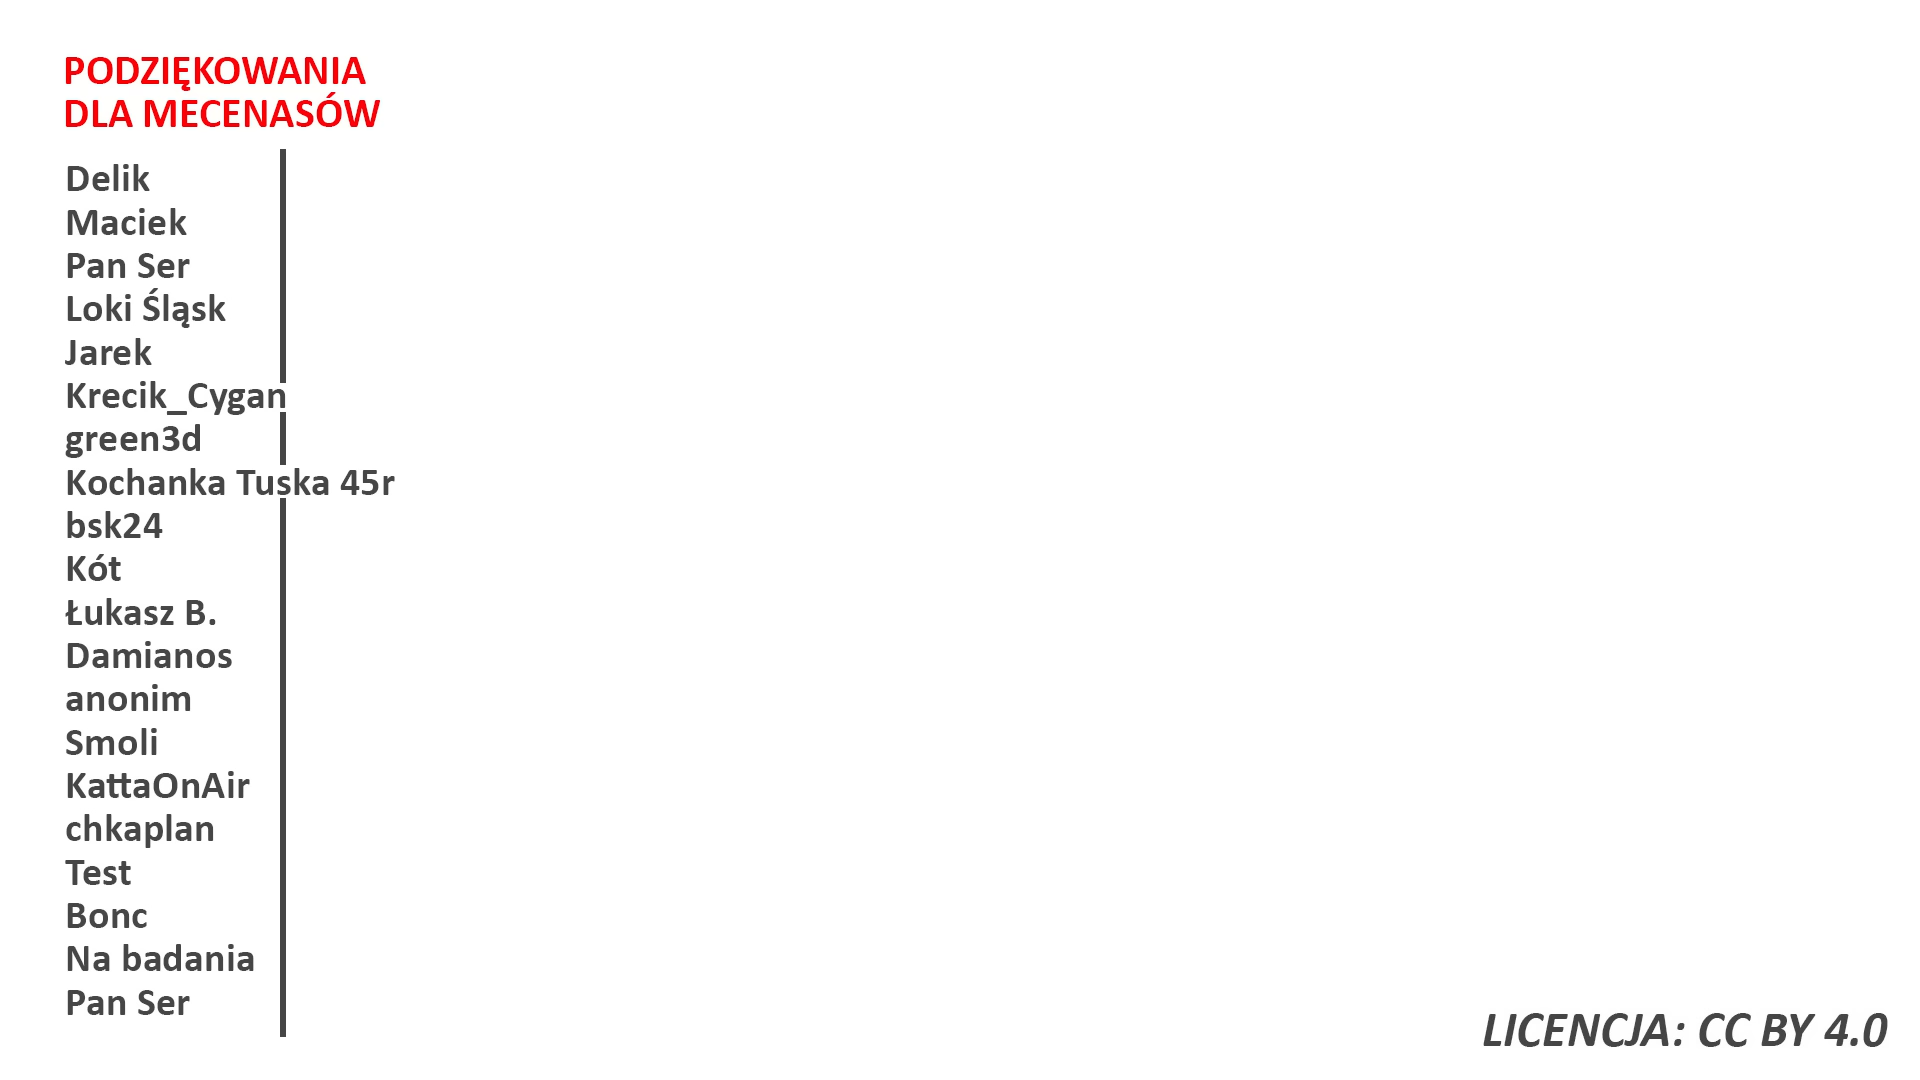 PODZIĘKOWANIA
DLA MECENASÓW
Delik
Maciek
Pan Ser
Loki Śląsk
Jarek
Krecik_Cygan
green3d
Kochanka Tuska 45r
bsk24
Kót
Łukasz B.
Damianos
anonim
Smoli
KattaOnAir
chkaplan
Test
Bonc
Na badania
Pan Ser
LICENCJA: CC BY 4.0